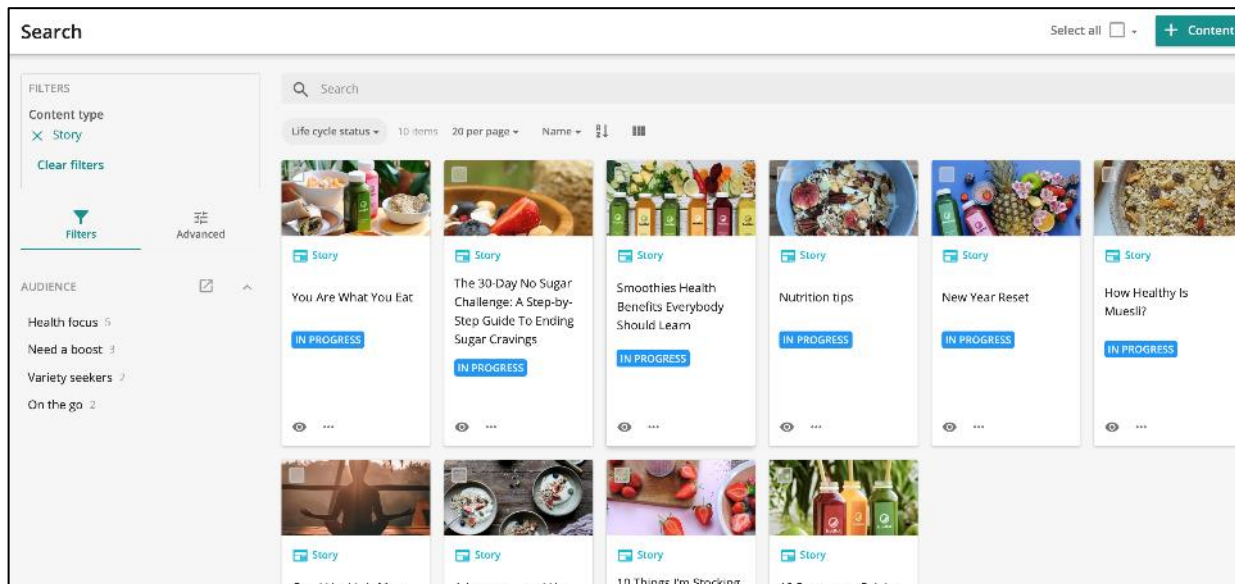 Search
Select all
+ Content
FILTERS
Content type
× Story
Clear filters
Filters
Advanced
AUDIENCE
Health focus 5
Need a boost 3
Variety seekers 2
On the go 2
Search
Life cycle status
10 items
20 per page
Name
Story
You Are What You Eat
IN PROGRESS
Story
The 30-Day No Sugar
Challenge: A Step-by-
Step Guide To Ending
Sugar Cravings
IN PROGRESS
Story
Smoothies Health
Benefits Everybody
Should Learn
IN PROGRESS
Story
Nutrition tips
IN PROGRESS
Story
New Year Reset
IN PROGRESS
Story
How Healthy Is
Muesli?
IN PROGRESS
Story
Story
Story
10 Things I'm Stocking
Story